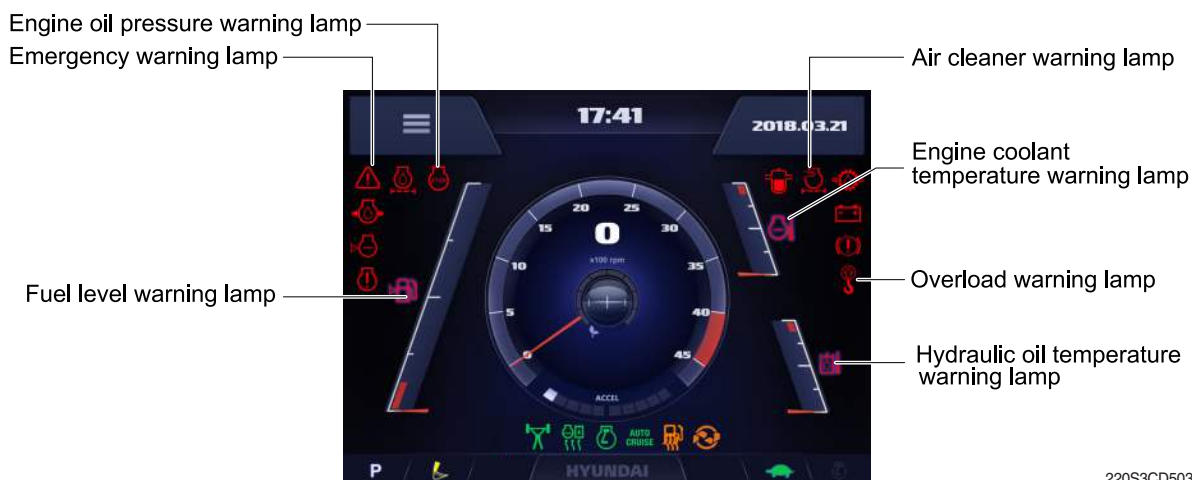 Engine oil pressure warning lamp
Emergency warning lamp
Air cleaner warning lamp
17:41
2018.03.21
Engine coolant
temperature warning lamp
20
25
15
0
30
x100 rpm
10
35
Overload warning lamp
Fuel level warning lamp
5
40
Hydraulic oil temperature
warning lamp
0
45
ACCEL
AUTO
CRUISE
P
HYUNDAI
220S3CD503